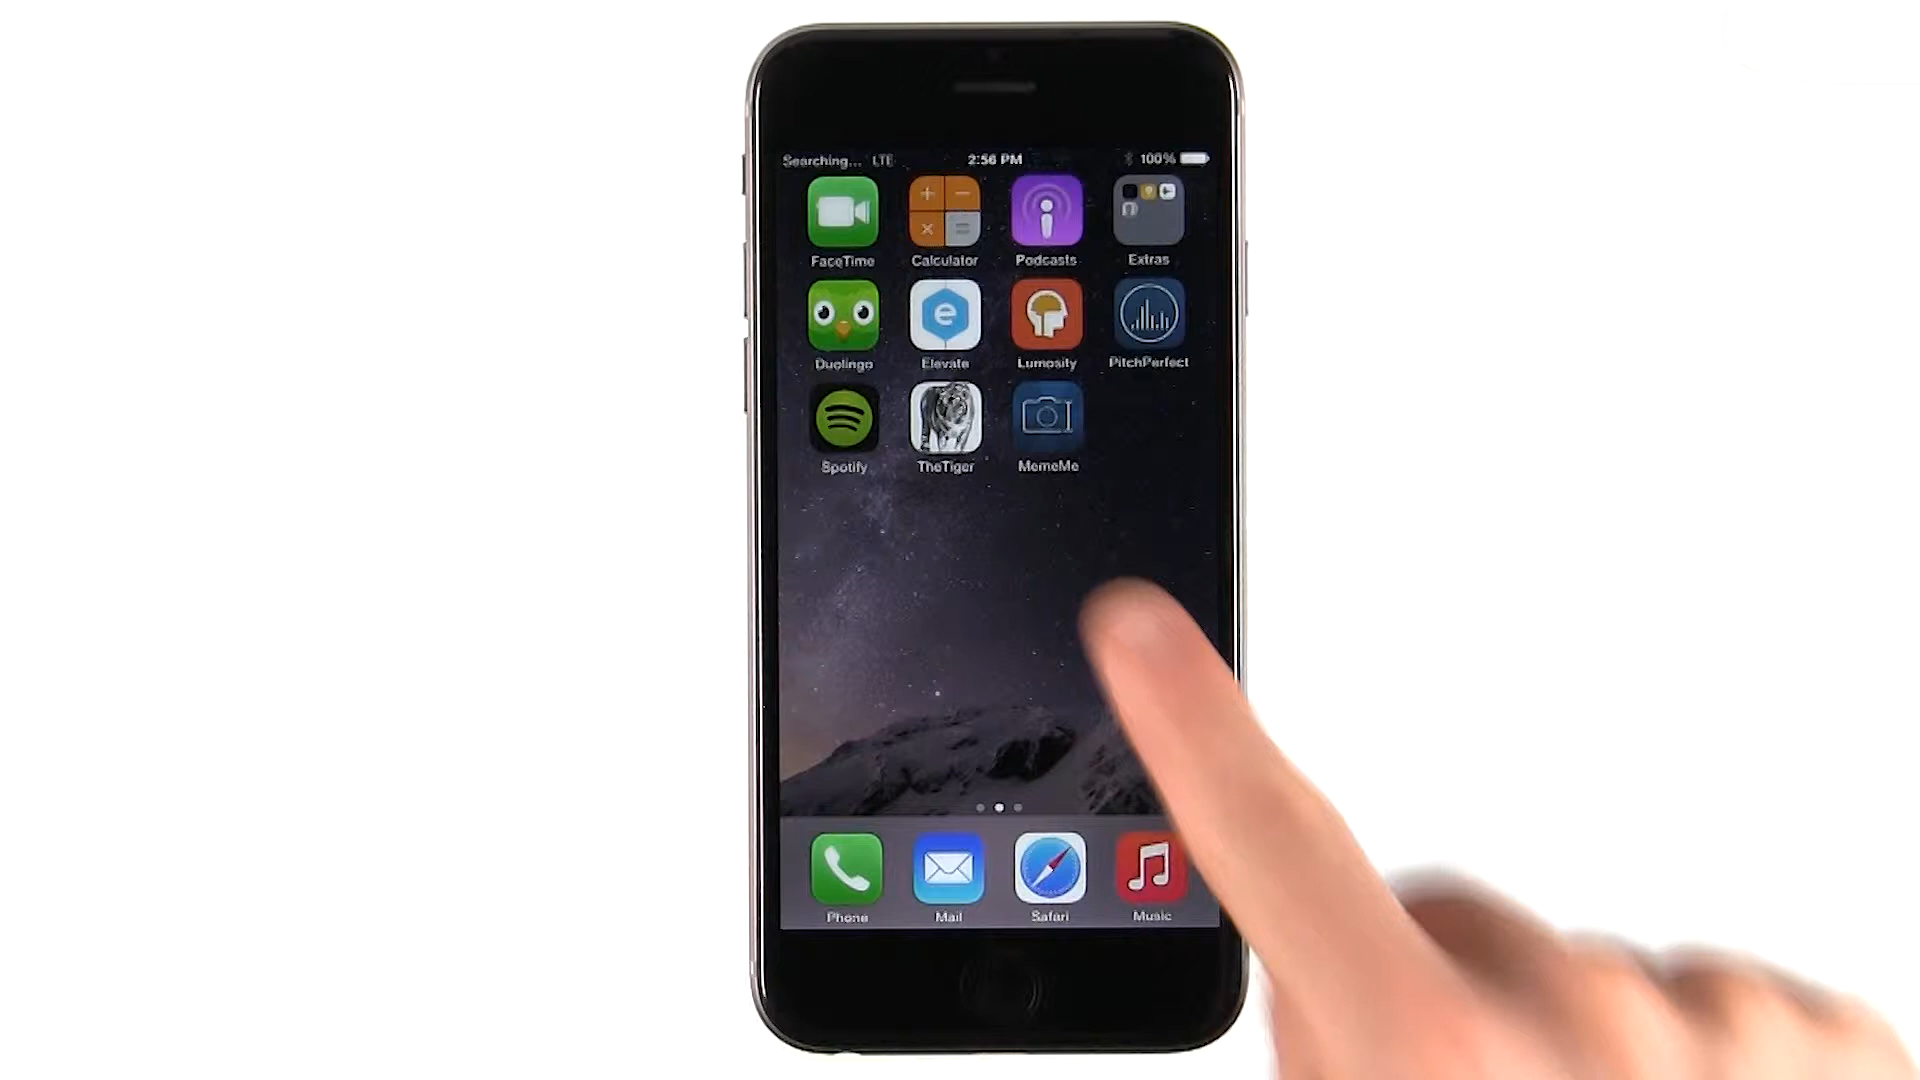 Searching... LTE 2:56 PM 100%
FaceTime Calculator Podcasts Extras
Duolingo Elevate Lumosity PitchPerfect
Spotify TheTiger MemeMe
Phone Mail Safari Music